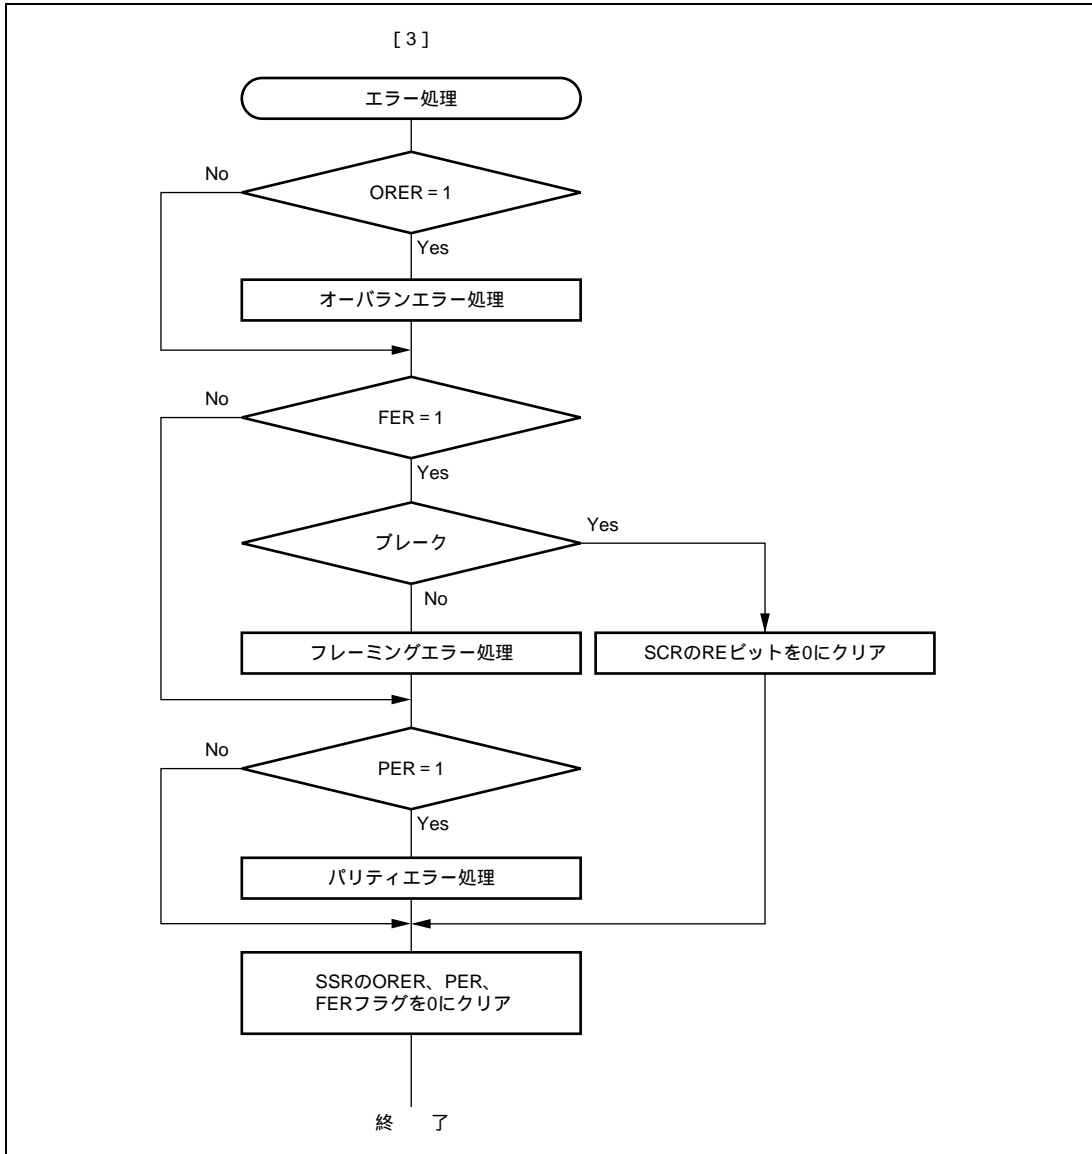 [ 3 ]
エラー処理
No
ORER = 1
Yes
オーバランエラー処理
No
FER = 1
Yes
ブレーク
Yes
No
フレーミングエラー処理
SCRのREビットを0にクリア
No
PER = 1
Yes
パリティエラー処理
SSRのORER、PER、
FERフラグを0にクリア
終　了